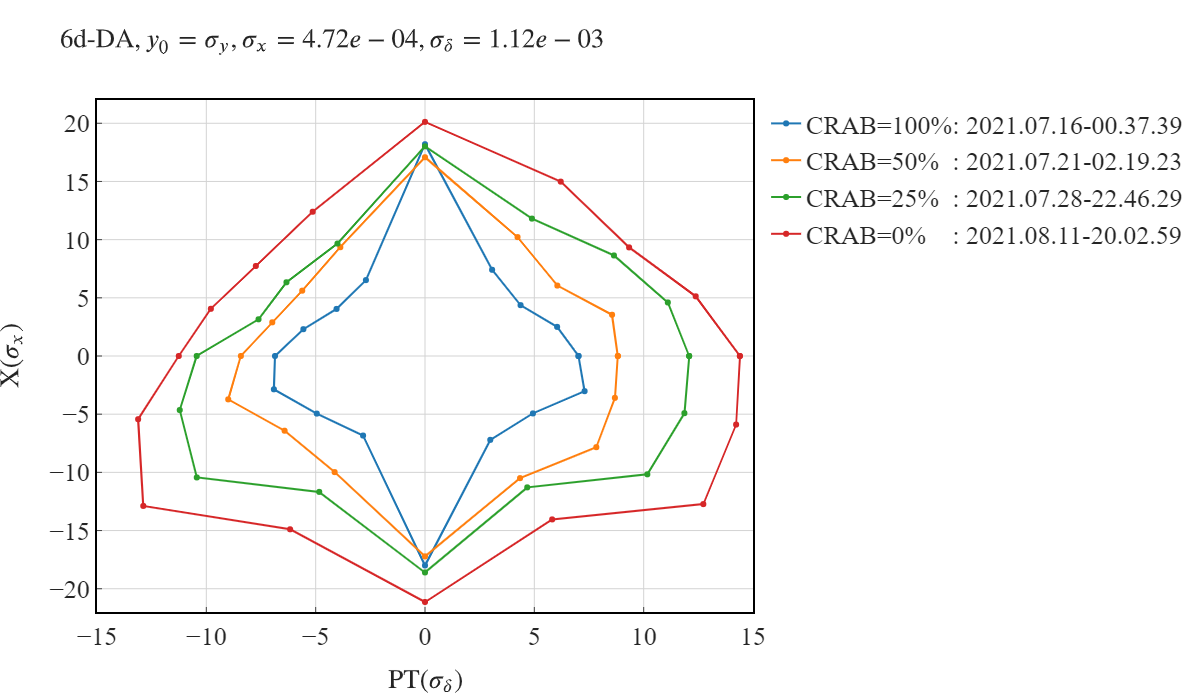 6d-DA, y₀ = σ_y, σₓ = 4.72e − 04, σ_δ = 1.12e − 03
CRAB=100%: 2021.07.16-00.37.39
CRAB=50% : 2021.07.21-02.19.23
CRAB=25% : 2021.07.28-22.46.29
CRAB=0% : 2021.08.11-20.02.59
20
15
10
5
0
−5
−10
−15
−20
X(σₓ)
−15 −10 −5 0 5 10 15
PT(σ_δ)